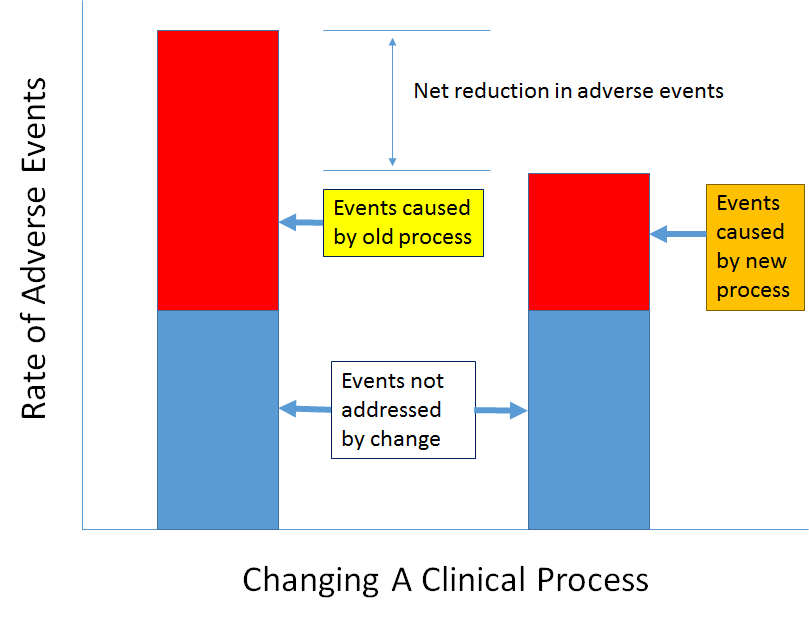 Net reduction in adverse events
Events caused
by old process
Events
caused
by new
process
Events not
addressed
by change
Rate of Adverse Events
Changing A Clinical Process